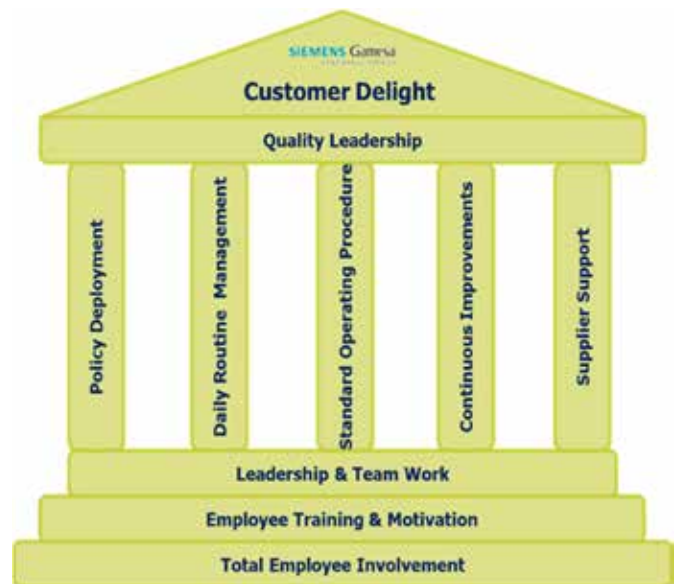 SIEMENS Gamesa
Customer Delight
Quality Leadership
Policy Deployment
Daily Routine Management
Standard Operating Procedure
Continuous Improvements
Supplier Support
Leadership & Team Work
Employee Training & Motivation
Total Employee Involvement